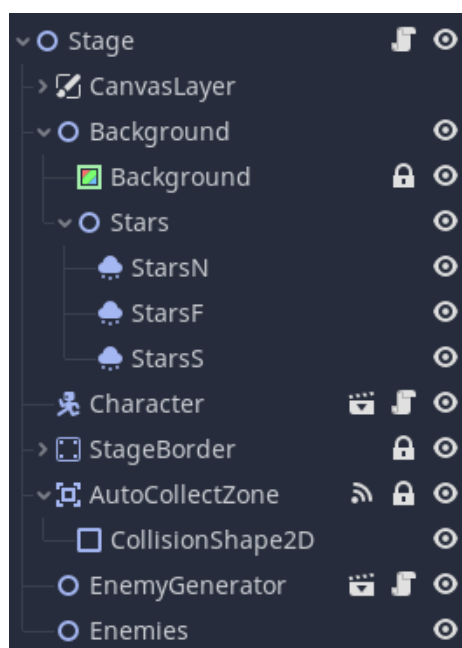 Stage
CanvasLayer
Background
Background
Stars
StarsN
StarsF
StarsS
Character
StageBorder
AutoCollectZone
CollisionShape2D
EnemyGenerator
Enemies